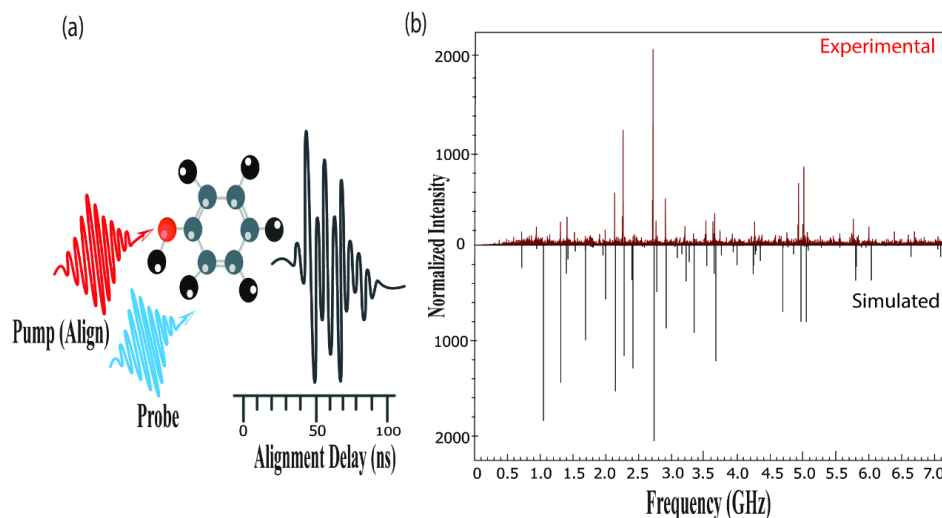 (a)
Pump (Align)
Probe
0 50 100
Alignment Delay (ns)
(b)
Experimental
2000
1000
0
1000
2000
Normalized Intensity
Simulated
0 0.5 1.0 1.5 2.0 2.5 3.0 3.5 4.0 4.5 5.0 5.5 6.0 6.5 7.0
Frequency (GHz)